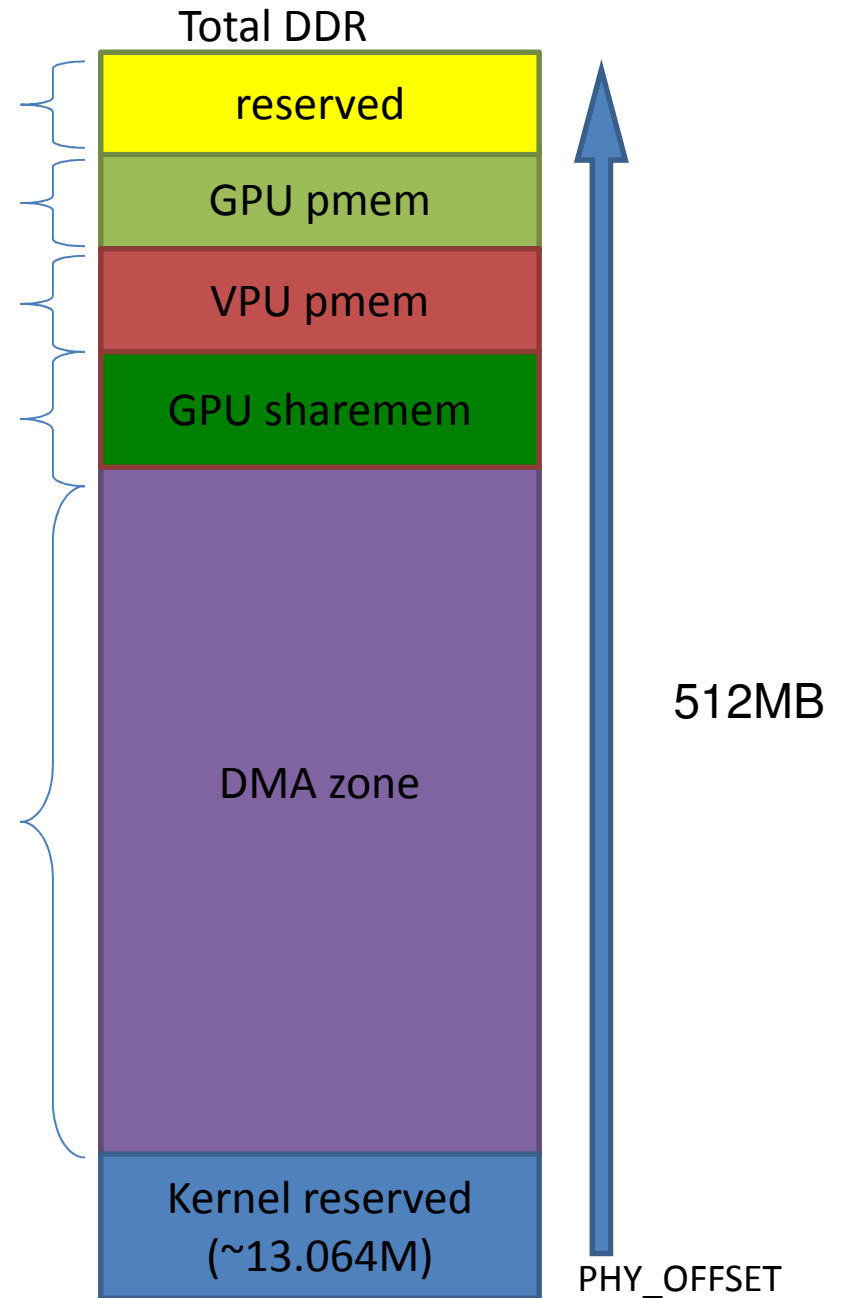 Total DDR
reserved
GPU pmem
VPU pmem
GPU sharemem
512MB
DMA zone
Kernel reserved
(~13.064M)
PHY_OFFSET